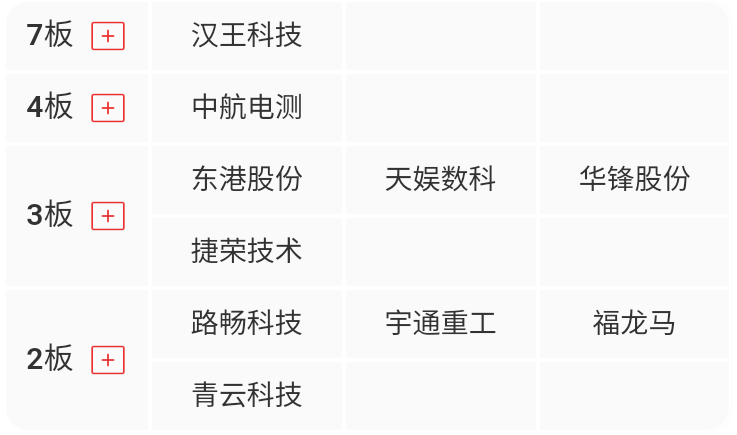 7板 汉王科技
4板 中航电测
3板 东港股份 天娱数科 华锋股份
捷荣技术
2板 路畅科技 宇通重工 福龙马
青云科技